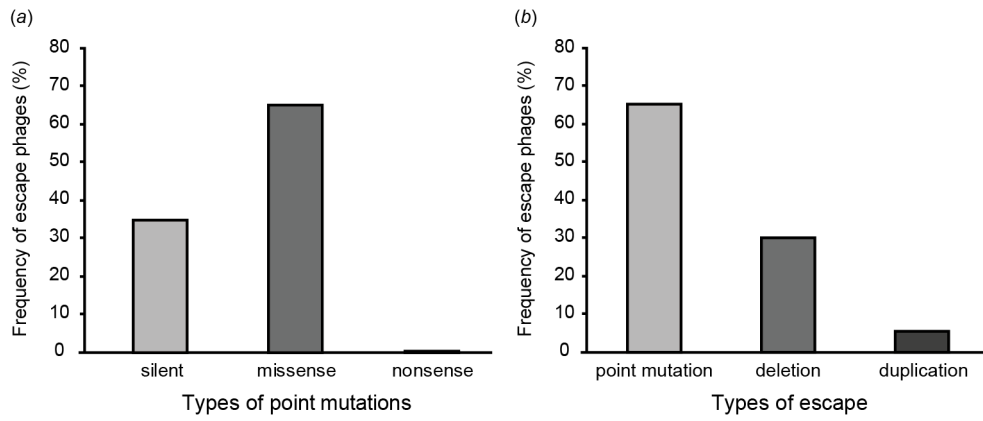 (a)
Frequency of escape phages (%)
80
70
60
50
40
30
20
10
0
silent missense nonsense
Types of point mutations
(b)
Frequency of escape phages (%)
80
70
60
50
40
30
20
10
0
point mutation deletion duplication
Types of escape